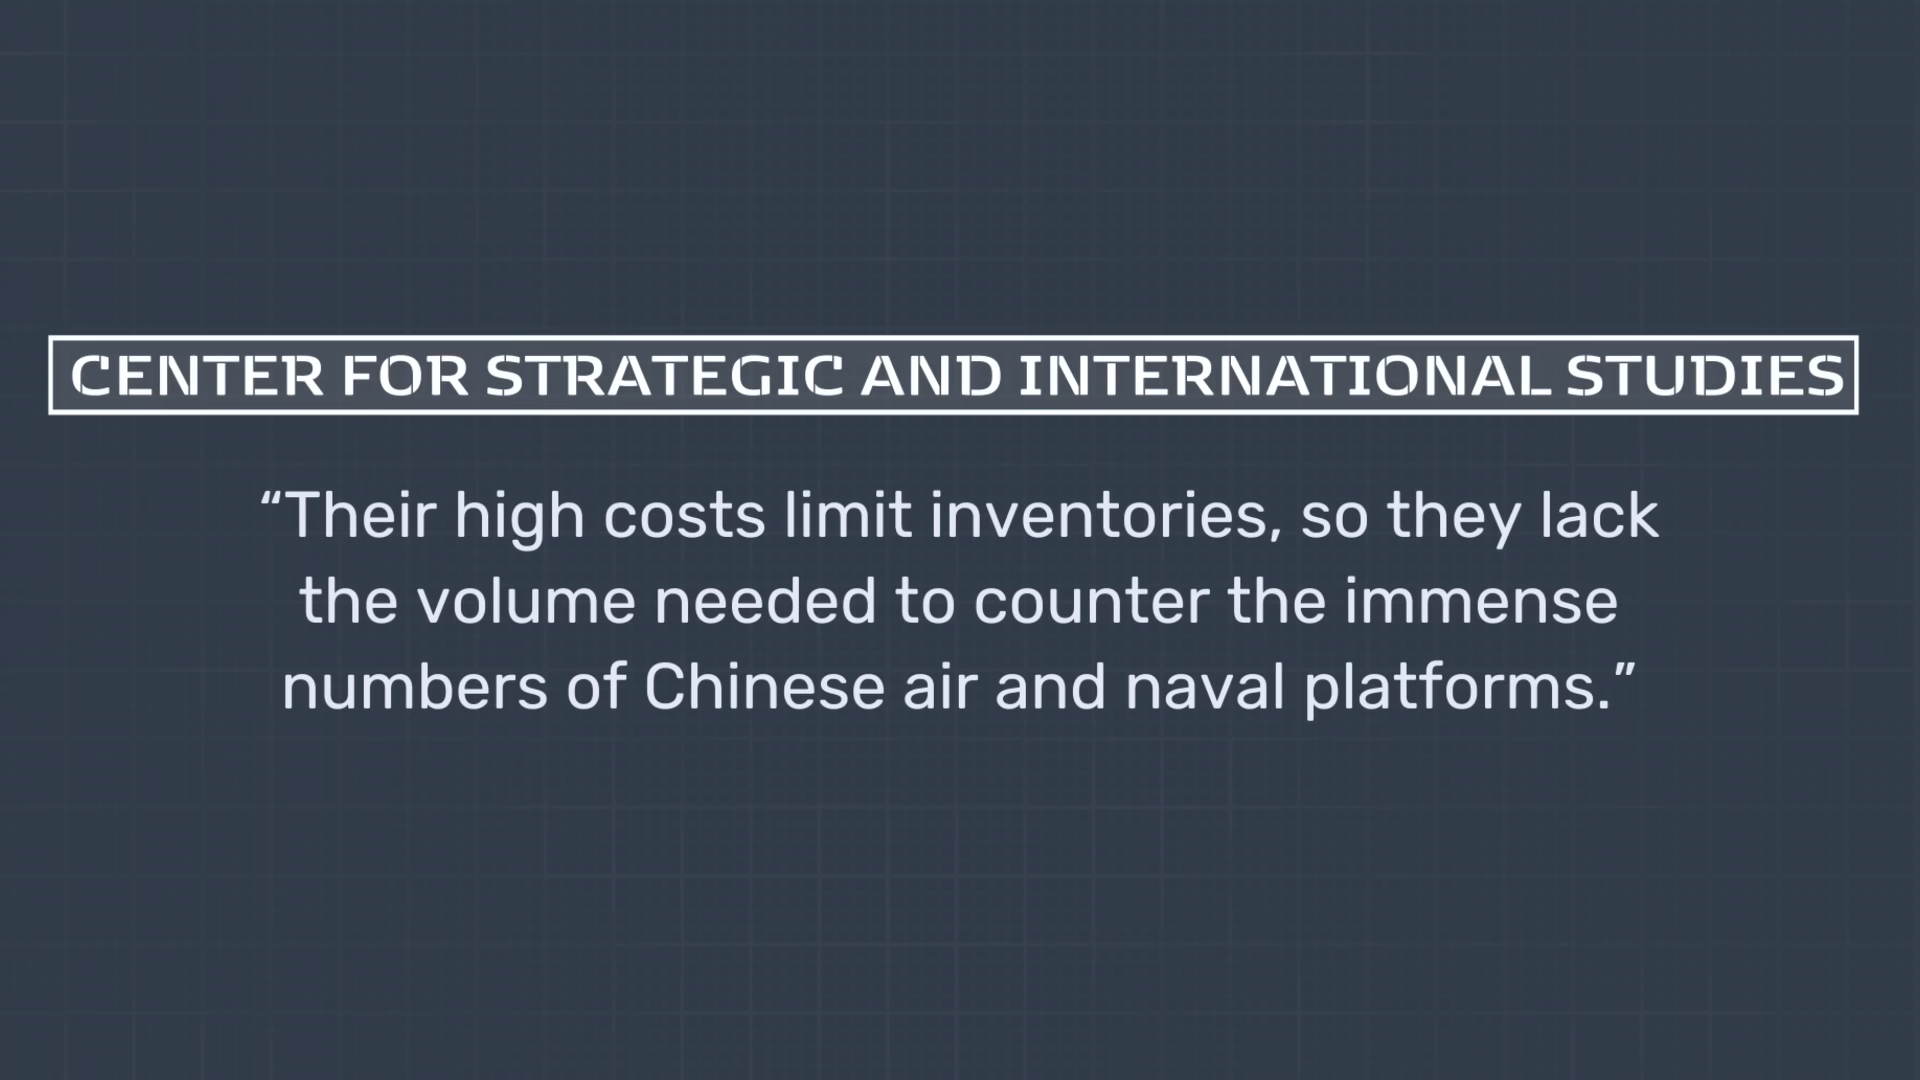 CENTER FOR STRATEGIC AND INTERNATIONAL STUDIES
“Their high costs limit inventories, so they lack
the volume needed to counter the immense
numbers of Chinese air and naval platforms.”